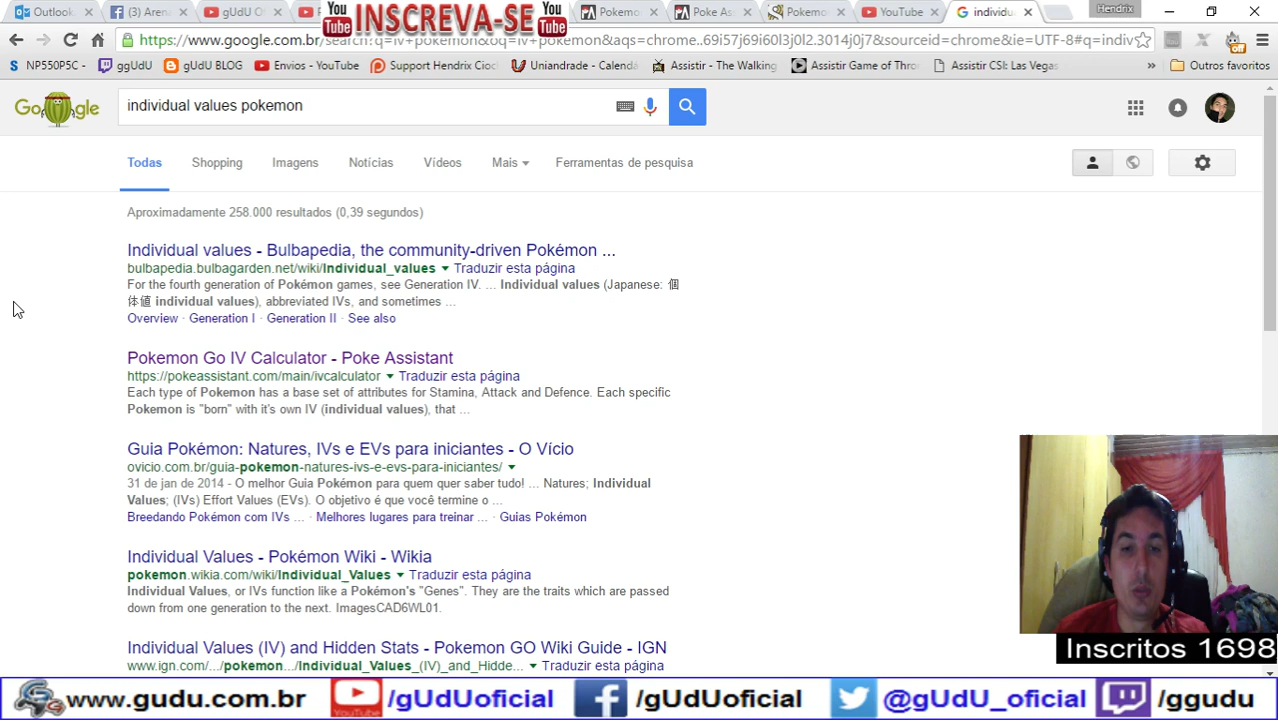 Outlook.
(3) Arena
gUdU O
You Tube INSCREVA-SE You Tube
Pokemo
Poke As
Pokemo
YouTube
individu
Hendrix
https://www.google.com.br/search?q=iv+pokemon&oq=iv+pokemon&aqs=chrome..69i57j69i60l3j0l2.3014j0j7&sourceid=chrome&ie=UTF-8#q=indiv
off
NP550P5C -
ggUdU
gUdU BLOG
Envios - YouTube
Support Hendrix Cioc
Uniandrade - Calenda
Assistir - The Walking
Assistir Game of Thro
Assistir CSI: Las Vegas
»
Outros favoritos
Google
individual values pokemon
Todas Shopping Imagens Notícias Vídeos Mais Ferramentas de pesquisa
Aproximadamente 258.000 resultados (0,39 segundos)
Individual values - Bulbapedia, the community-driven Pokémon ...
bulbapedia.bulbagarden.net/wiki/Individual_values Traduzir esta página
For the fourth generation of Pokémon games, see Generation IV. ... Individual values (Japanese: 個
体値 individual values), abbreviated IVs, and sometimes ...
Overview · Generation I · Generation II · See also
Pokemon Go IV Calculator - Poke Assistant
https://pokeassistant.com/main/ivcalculator Traduzir esta página
Each type of Pokemon has a base set of attributes for Stamina, Attack and Defence. Each specific
Pokemon is "born" with it's own IV (individual values), that ...
Guia Pokémon: Natures, IVs e EVs para iniciantes - O Vício
ovicio.com.br/guia-pokemon-natures-ivs-e-evs-para-iniciantes/
31 de jan de 2014 - O melhor Guia Pokémon para quem quer saber tudo! ... Natures; Individual
Values; (IVs) Effort Values (EVs). O objetivo é que você termine o ...
Breedando Pokémon com IVs ... · Melhores lugares para treinar ... · Guias Pokémon
Individual Values - Pokémon Wiki - Wikia
pokemon.wikia.com/wiki/Individual_Values Traduzir esta página
Individual Values, or IVs function like a Pokémon's "Genes". They are the traits which are passed
down from one generation to the next. ImagesCAD6WL01.
Individual Values (IV) and Hidden Stats - Pokemon GO Wiki Guide - IGN
www.ign.com/.../pokemon.../Individual_Values_(IV)_and_Hidde... Traduzir esta página
Inscritos 1698
www.gudu.com.br YouTube /gUdUoficial /gUdUoficial @gUdU_oficial /ggudu